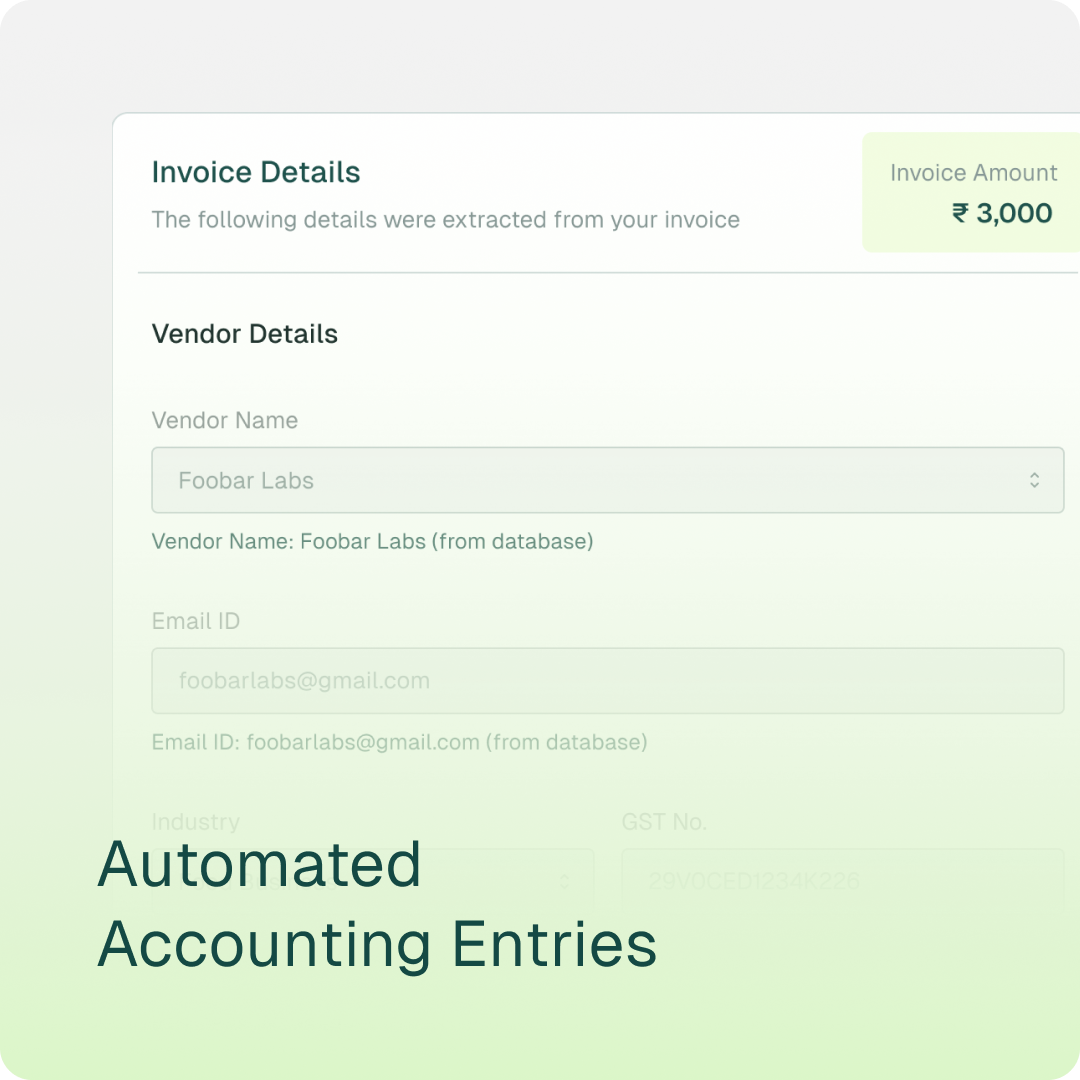 Invoice Details
The following details were extracted from your invoice
Invoice Amount
₹ 3,000
Vendor Details
Vendor Name
Foobar Labs
Vendor Name: Foobar Labs (from database)
Email ID
foobarlabs@gmail.com
Email ID: foobarlabs@gmail.com (from database)
Industry
GST No.
29VOCED1234K226
Automated
Accounting Entries